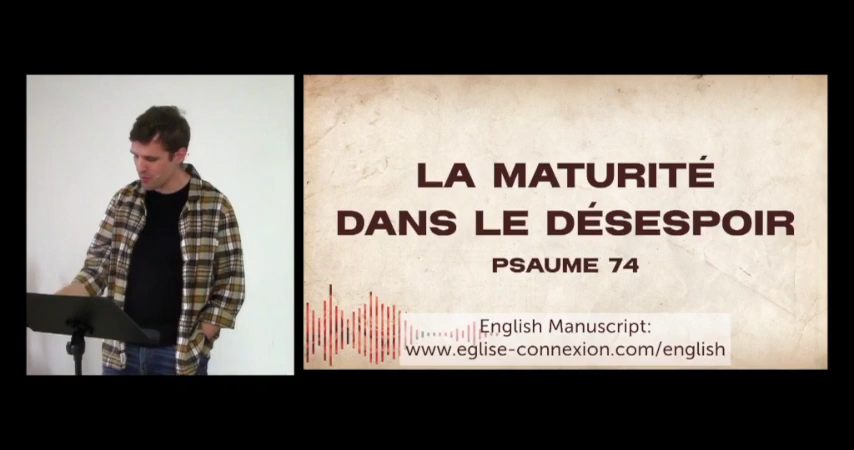 LA MATURITÉ
DANS LE DÉSESPOIR
PSAUME 74
English Manuscript:
www.eglise-connexion.com/english